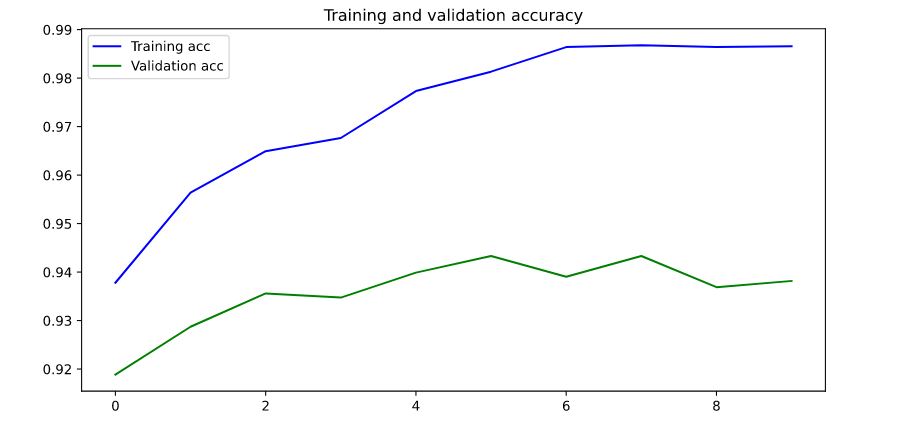 Training and validation accuracy
Training acc
Validation acc
0.99
0.98
0.97
0.96
0.95
0.94
0.93
0.92
0 2 4 6 8